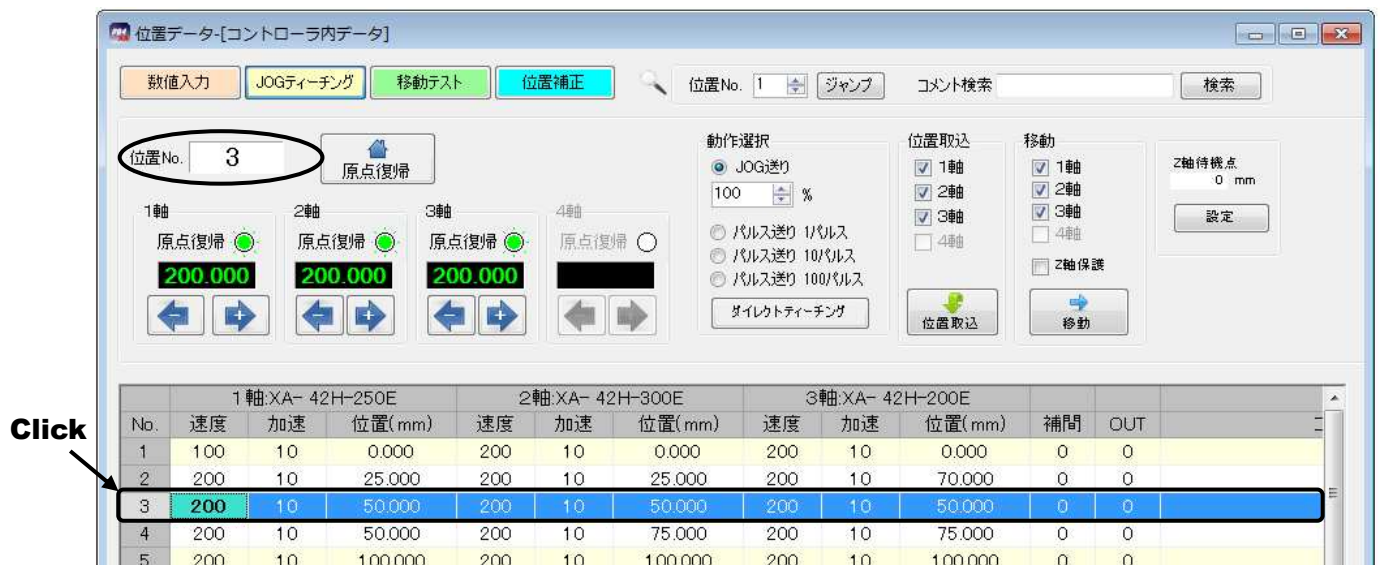 位置データ-[コントローラ内データ]
数値入力 JOGティーチング 移動テスト 位置補正 位置No. 1 ジャンプ コメント検索 検索
位置No. 3
原点復帰
動作選択
JOG送り
100 %
パルス送り 1パルス
パルス送り 10パルス
パルス送り 100パルス
ダイレクトティーチング
位置取込
1軸
2軸
3軸
4軸
位置取込
移動
1軸
2軸
3軸
4軸
Z軸保護
移動
Z軸待機点
0 mm
設定
1軸
原点復帰
200.000
- +
2軸
原点復帰
200.000
- +
3軸
原点復帰
200.000
- +
4軸
原点復帰
Click
1軸:XA- 42H-250E 2軸:XA- 42H-300E 3軸:XA- 42H-200E
No. 速度 加速 位置(mm) 速度 加速 位置(mm) 速度 加速 位置(mm) 補間 OUT コ
1 100 10 0.000 200 10 0.000 200 10 0.000 0 0
2 200 10 25.000 200 10 25.000 200 10 70.000 0 0
3 200 10 50.000 200 10 50.000 200 10 50.000 0 0
4 200 10 50.000 200 10 75.000 200 10 75.000 0 0
5 200 10 100.000 200 10 100.000 200 10 100.000 0 0